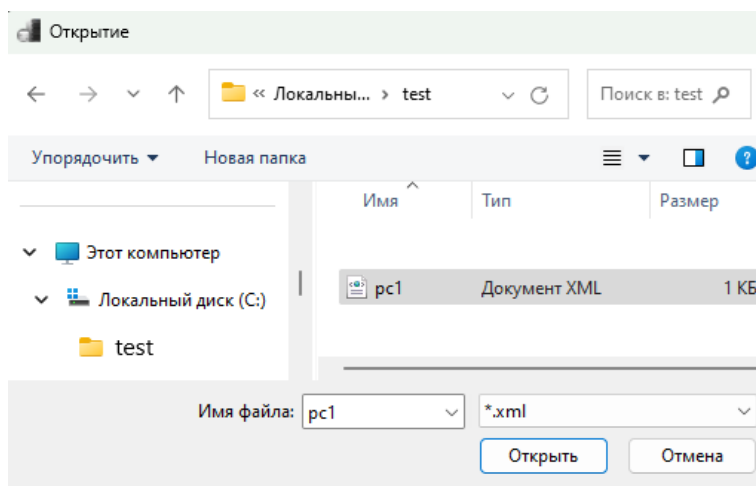 Открытие
« Локальны... › test
Поиск в: test
Упорядочить
Новая папка
?
Имя
Тип
Размер
Этот компьютер
pc1
Документ XML
1 КБ
Локальный диск (C:)
test
Имя файла: pc1
*.xml
Открыть
Отмена